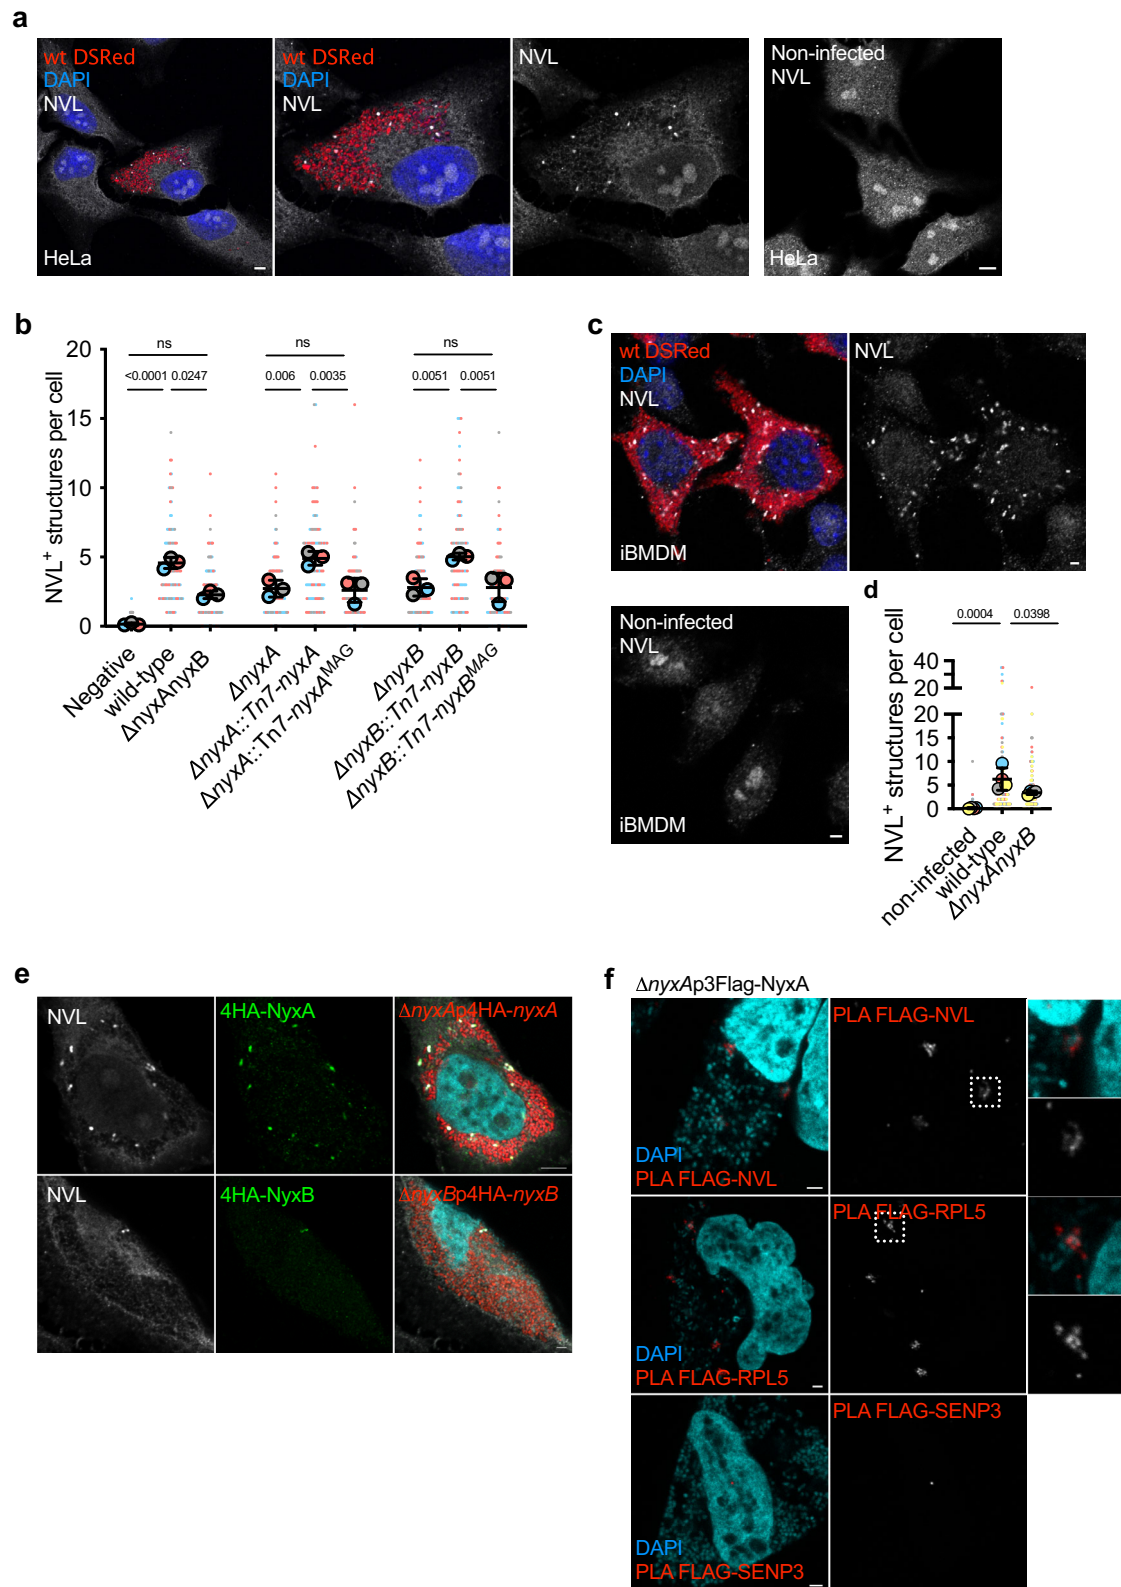 a
wt DSRed
DAPI
NVL
HeLa
wt DSRed
DAPI
NVL
NVL
Non-infected
NVL
HeLa
b
NVL⁺ structures per cell
20
15
10
5
0
ns
<0.0001
0.0247
ns
0.006
0.0035
ns
0.0051
0.0051
Negative
wild-type
ΔnyxAnyxB
ΔnyxA
ΔnyxA::Tn7-nyxA
ΔnyxA::Tn7-nyxA^MAG
ΔnyxB
ΔnyxB::Tn7-nyxB
ΔnyxB::Tn7-nyxB^MAG
c
wt DSRed
DAPI
NVL
iBMDM
NVL
Non-infected
NVL
iBMDM
d
0.0004
0.0398
NVL⁺ structures per cell
40
20
20
15
10
5
0
non-infected
wild-type
ΔnyxAnyxB
e
NVL
4HA-NyxA
ΔnyxAp4HA-nyxA
NVL
4HA-NyxB
ΔnyxBp4HA-nyxB
f
ΔnyxAp3Flag-NyxA
DAPI
PLA FLAG-NVL
PLA FLAG-NVL
DAPI
PLA FLAG-RPL5
PLA FLAG-RPL5
DAPI
PLA FLAG-SENP3
PLA FLAG-SENP3